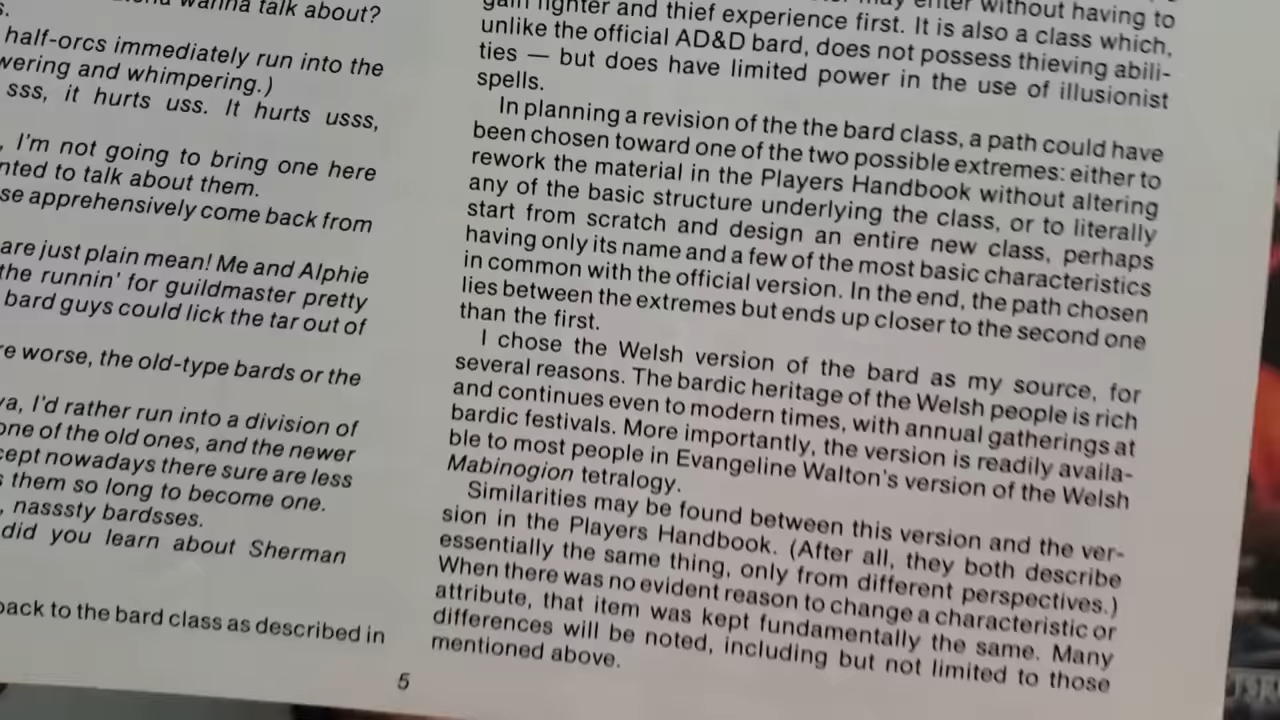 wanna talk about?
s.
half-orcs immediately run into the
wering and whimpering.)
sss, it hurts uss. It hurts usss,
, I'm not going to bring one here
nted to talk about them.
se apprehensively come back from
are just plain mean! Me and Alphie
the runnin' for guildmaster pretty
bard guys could lick the tar out of
re worse, the old-type bards or the
ya, I'd rather run into a division of
one of the old ones, and the newer
cept nowadays there sure are less
s them so long to become one.
, nasssty bardsses.
did you learn about Sherman
back to the bard class as described in
may enter without having to
gain fighter and thief experience first. It is also a class which,
unlike the official AD&D bard, does not possess thieving abili-
ties — but does have limited power in the use of illusionist
spells.
In planning a revision of the the bard class, a path could have
been chosen toward one of the two possible extremes: either to
rework the material in the Players Handbook without altering
any of the basic structure underlying the class, or to literally
start from scratch and design an entire new class, perhaps
having only its name and a few of the most basic characteristics
in common with the official version. In the end, the path chosen
lies between the extremes but ends up closer to the second one
than the first.
I chose the Welsh version of the bard as my source, for
several reasons. The bardic heritage of the Welsh people is rich
and continues even to modern times, with annual gatherings at
bardic festivals. More importantly, the version is readily availa-
ble to most people in Evangeline Walton's version of the Welsh
Mabinogion tetralogy.
Similarities may be found between this version and the ver-
sion in the Players Handbook. (After all, they both describe
essentially the same thing, only from different perspectives.)
When there was no evident reason to change a characteristic or
attribute, that item was kept fundamentally the same. Many
differences will be noted, including but not limited to those
mentioned above.
5